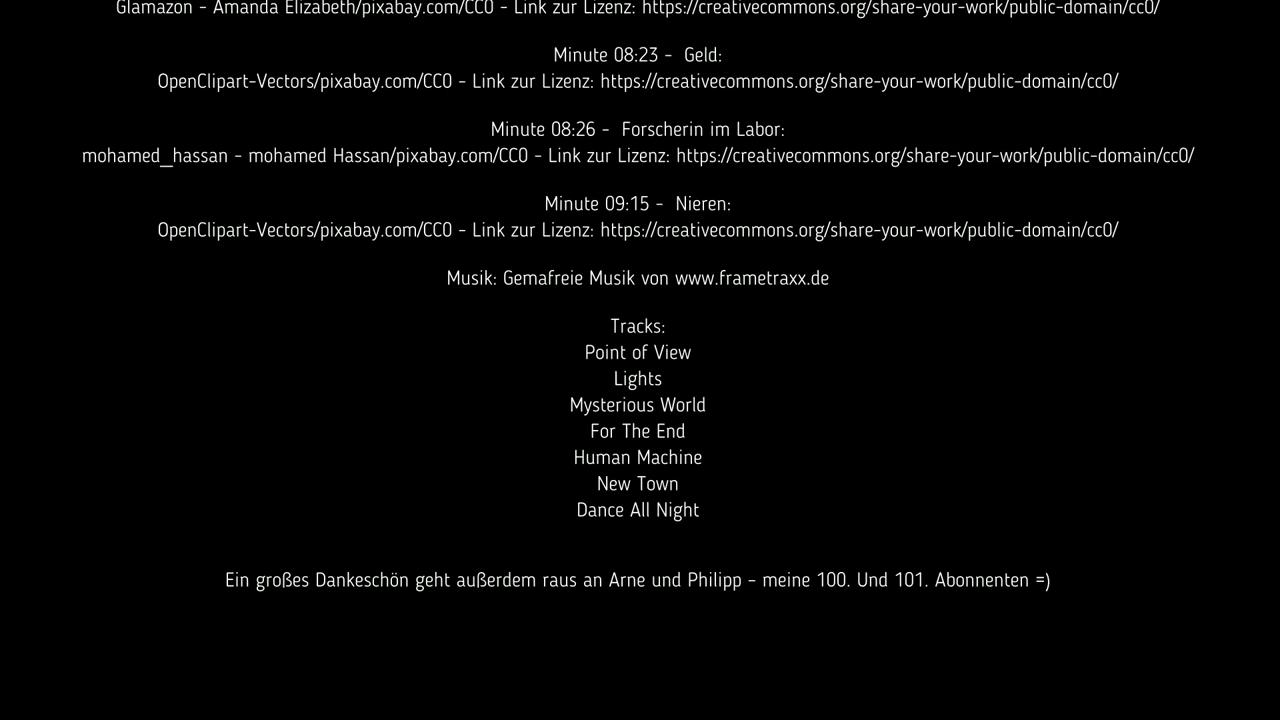 Glamazon - Amanda Elizabeth/pixabay.com/CC0 - Link zur Lizenz: https://creativecommons.org/share-your-work/public-domain/cc0/
Minute 08:23 - Geld:
OpenClipart-Vectors/pixabay.com/CC0 - Link zur Lizenz: https://creativecommons.org/share-your-work/public-domain/cc0/
Minute 08:26 - Forscherin im Labor:
mohamed_hassan - mohamed Hassan/pixabay.com/CC0 - Link zur Lizenz: https://creativecommons.org/share-your-work/public-domain/cc0/
Minute 09:15 - Nieren:
OpenClipart-Vectors/pixabay.com/CC0 - Link zur Lizenz: https://creativecommons.org/share-your-work/public-domain/cc0/
Musik: Gemafreie Musik von www.frametraxx.de
Tracks:
Point of View
Lights
Mysterious World
For The End
Human Machine
New Town
Dance All Night
Ein großes Dankeschön geht außerdem raus an Arne und Philipp - meine 100. Und 101. Abonnenten =)